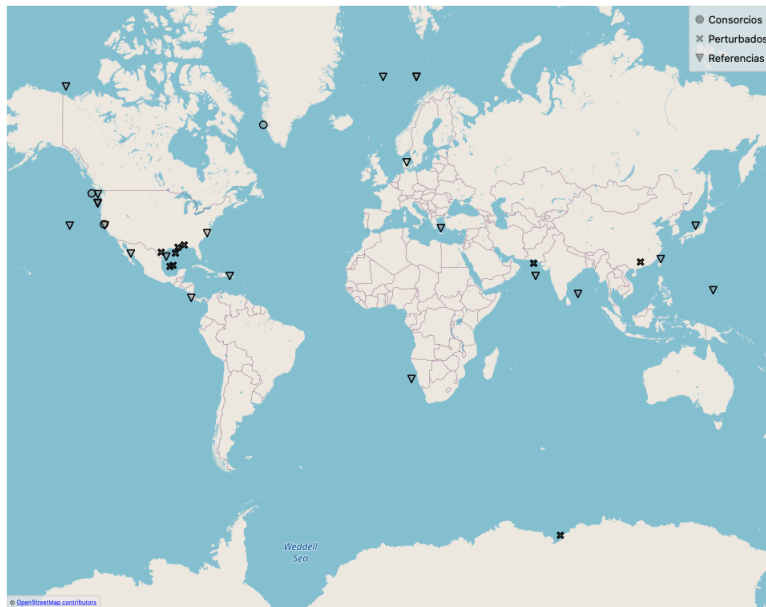 Consorcios
Perturbados
Referencias
Weddell
Sea
© OpenStreetMap contributors